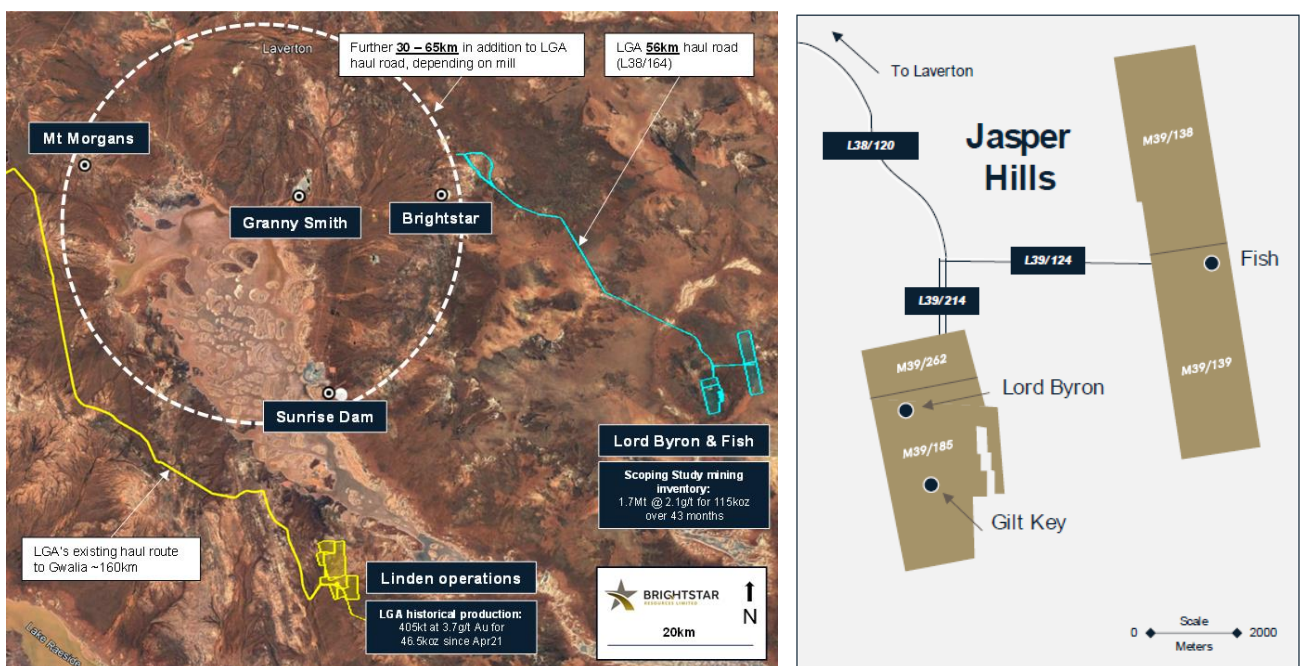 Laverton
Further 30 – 65km in addition to LGA
haul road, depending on mill
LGA 56km haul road
(L38/164)
Mt Morgans
Granny Smith
Brightstar
Sunrise Dam
Lord Byron & Fish
Scoping Study mining
inventory:
1.7Mt @ 2.1g/t for 115koz
over 43 months
LGA's existing haul route
to Gwalia ~160km
Linden operations
LGA historical production:
405kt at 3.7g/t Au for
46.5koz since Apr21
BRIGHTSTAR
RESOURCES LIMITED
N
20km
Lake Raeside
To Laverton
L38/120
Jasper
Hills
M39/138
L39/124
Fish
L39/214
M39/262
M39/139
Lord Byron
M39/185
Gilt Key
Scale
0 2000
Meters